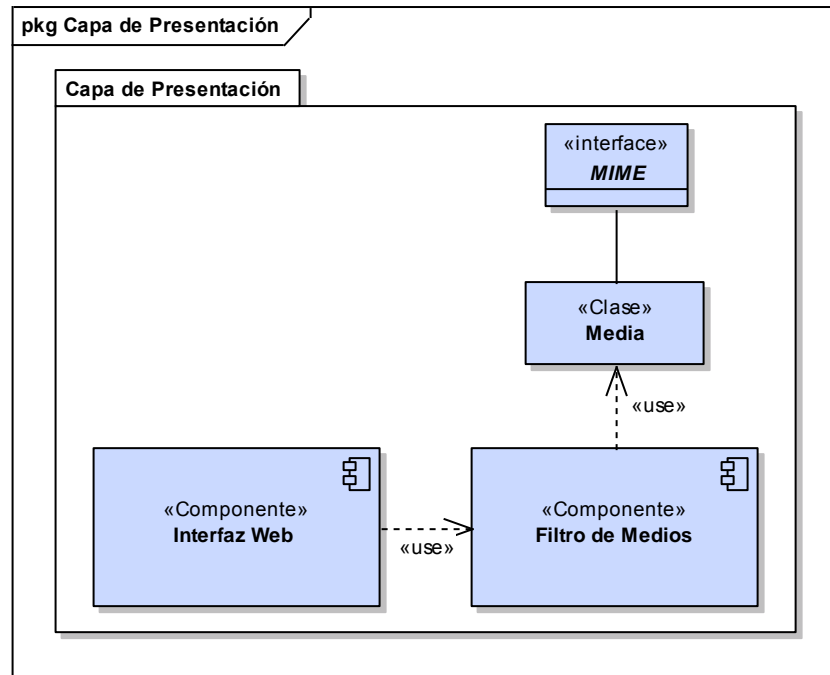 pkg Capa de Presentación
Capa de Presentación
«interface»
MIME
«Clase»
Media
«use»
«Componente»
Interfaz Web
«use»
«Componente»
Filtro de Medios